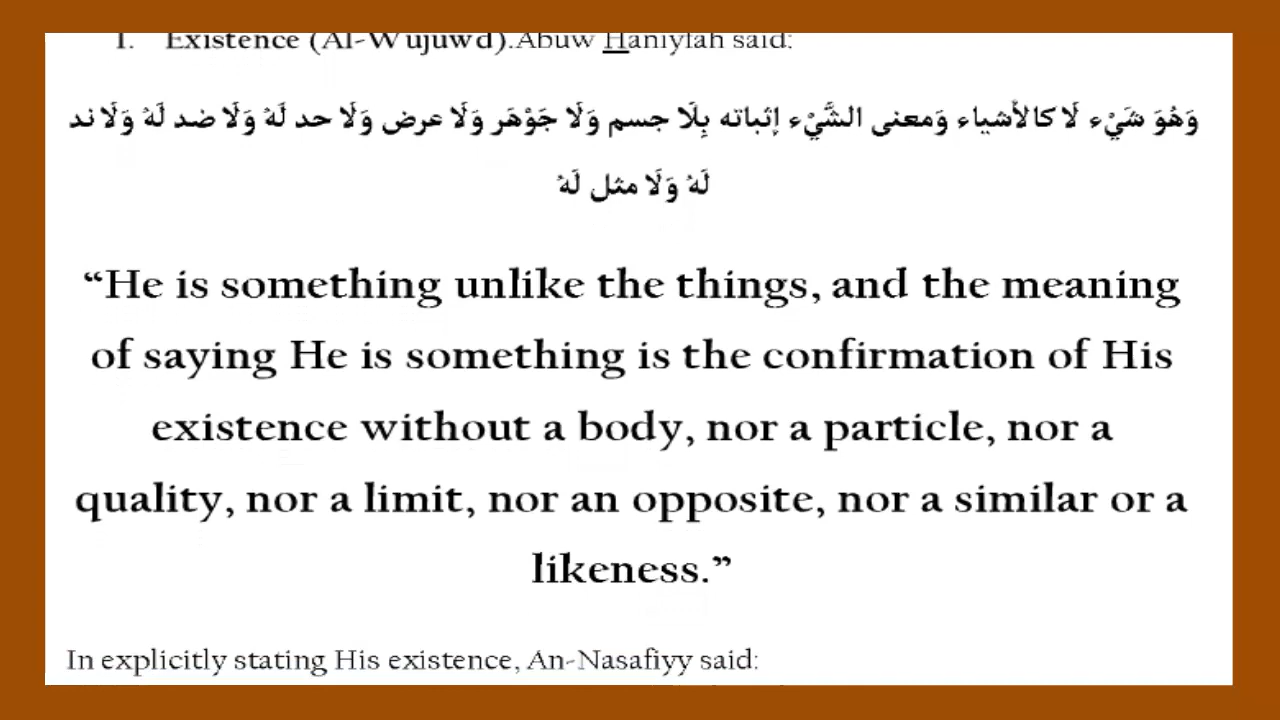 1. Existence (Al-Wujuwd).Abuw Haniyfah said:
وَهُوَ شَيْء لَا كالأشياء وَمعنى الشَّيْء إثباته بِلَا جسم وَلَا جَوْهَر وَلَا عرض وَلَا حد لَهُ وَلَا ضد لَهُ وَلَا ند
لَهُ وَلَا مثل لَهُ
“He is something unlike the things, and the meaning
of saying He is something is the confirmation of His
existence without a body, nor a particle, nor a
quality, nor a limit, nor an opposite, nor a similar or a
likeness.”
In explicitly stating His existence, An-Nasafiyy said: